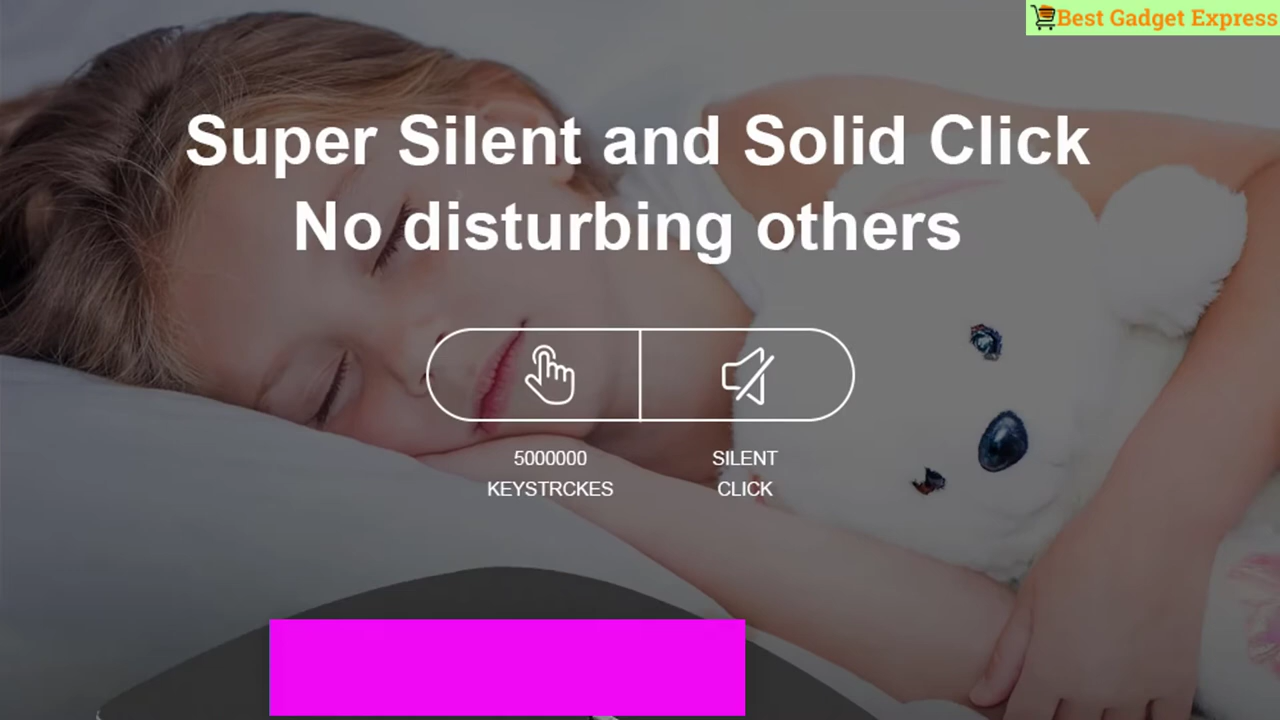 Best Gadget Express
Super Silent and Solid Click
No disturbing others
5000000
KEYSTRCKES
SILENT
CLICK